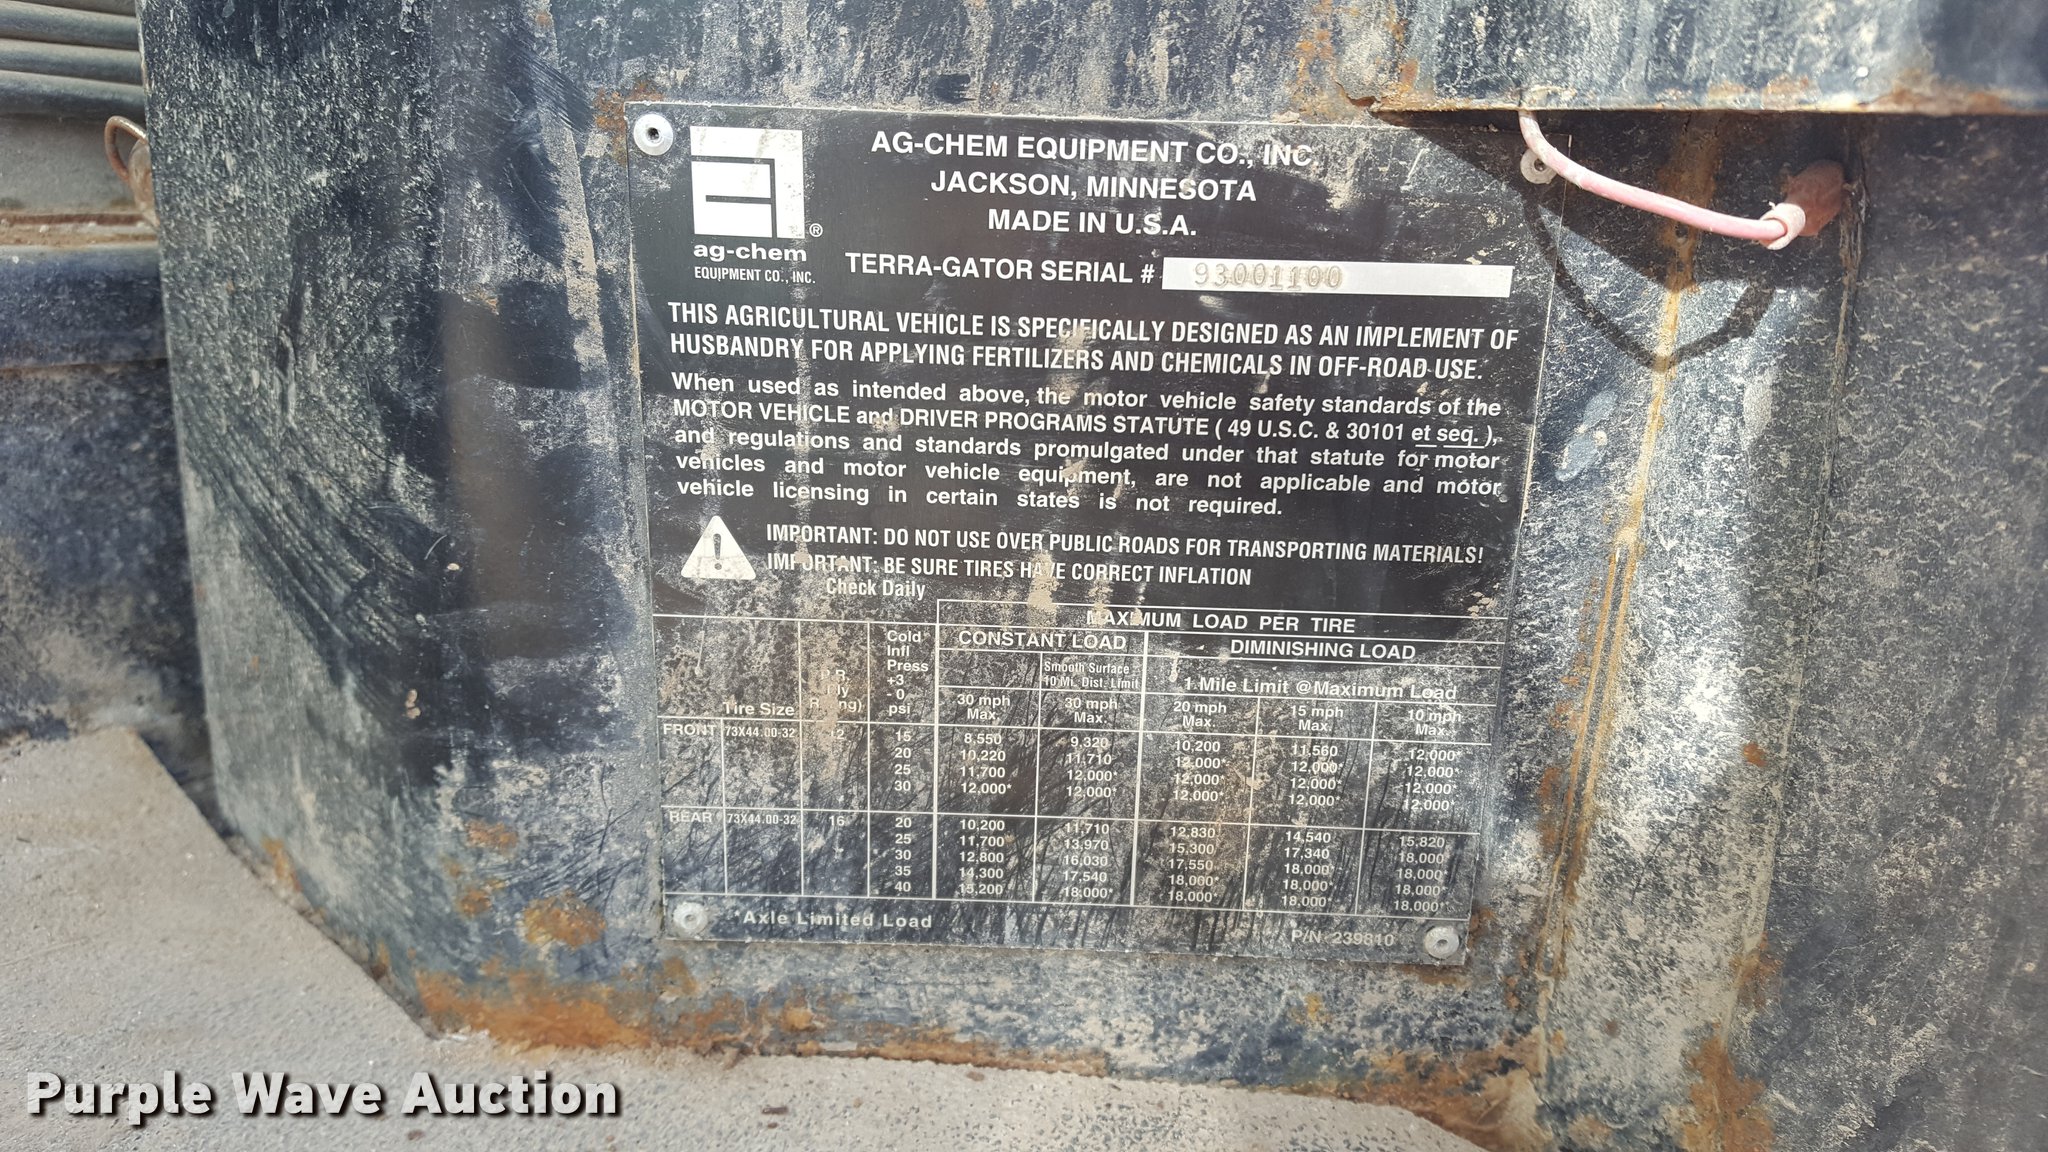 ag-chem
EQUIPMENT CO., INC.
®
AG-CHEM EQUIPMENT CO., INC.
JACKSON, MINNESOTA
MADE IN U.S.A.
TERRA-GATOR SERIAL # 93001100
THIS AGRICULTURAL VEHICLE IS SPECIFICALLY DESIGNED AS AN IMPLEMENT OF
HUSBANDRY FOR APPLYING FERTILIZERS AND CHEMICALS IN OFF-ROAD USE.
When used as intended above, the motor vehicle safety standards of the
MOTOR VEHICLE and DRIVER PROGRAMS STATUTE ( 49 U.S.C. & 30101 et seq. ),
and regulations and standards promulgated under that statute for motor
vehicles and motor vehicle equipment, are not applicable and motor
vehicle licensing in certain states is not required.
IMPORTANT: DO NOT USE OVER PUBLIC ROADS FOR TRANSPORTING MATERIALS!
IMPORTANT: BE SURE TIRES HAVE CORRECT INFLATION
Check Daily
MAXIMUM LOAD PER TIRE
CONSTANT LOAD DIMINISHING LOAD
Smooth Surface
10 Mi. Dist. Limit
1 Mile Limit @ Maximum Load
Tire Size
P.R.
(Ply
Rating)
Cold
Infl
Press
+3
- 0
psi
30 mph Max. 30 mph Max. 20 mph Max. 15 mph Max. 10 mph Max.
FRONT 73X44.00-32 12 15 8,550 9,320 10,200 11,560 12,000*
20 10,220 11,710 12,000* 12,000* 12,000*
25 11,700 12,000* 12,000* 12,000* 12,000*
30 12,000* 12,000* 12,000* 12,000* 12,000*
REAR 73X44.00-32 16 20 10,200 11,710 12,830 14,540 15,820
25 11,700 13,970 15,300 17,340 18,000*
30 12,800 16,030 17,550 18,000* 18,000*
35 14,300 17,540 18,000* 18,000* 18,000*
40 15,200 18,000* 18,000* 18,000* 18,000*
*Axle Limited Load
P/N 239810
Purple Wave Auction